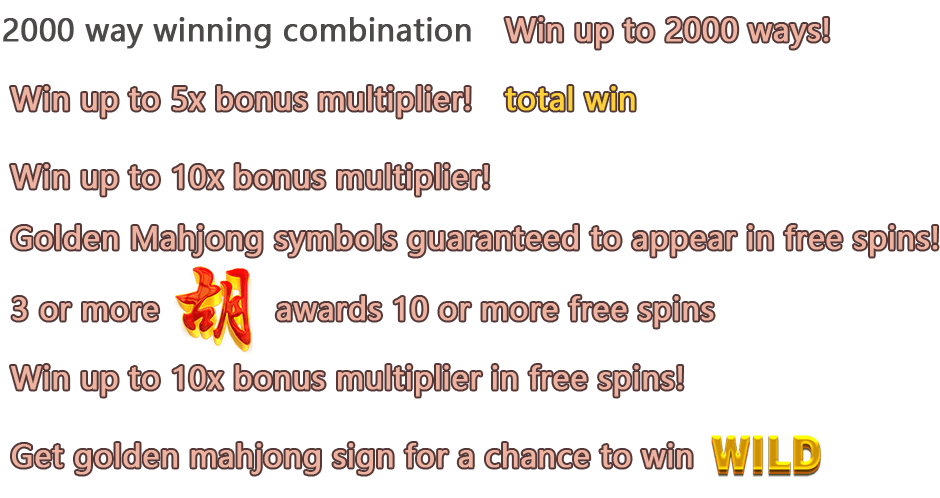 2000 way winning combination Win up to 2000 ways!
Win up to 5x bonus multiplier! total win
Win up to 10x bonus multiplier!
Golden Mahjong symbols guaranteed to appear in free spins!
3 or more 胡 awards 10 or more free spins
Win up to 10x bonus multiplier in free spins!
Get golden mahjong sign for a chance to win WILD